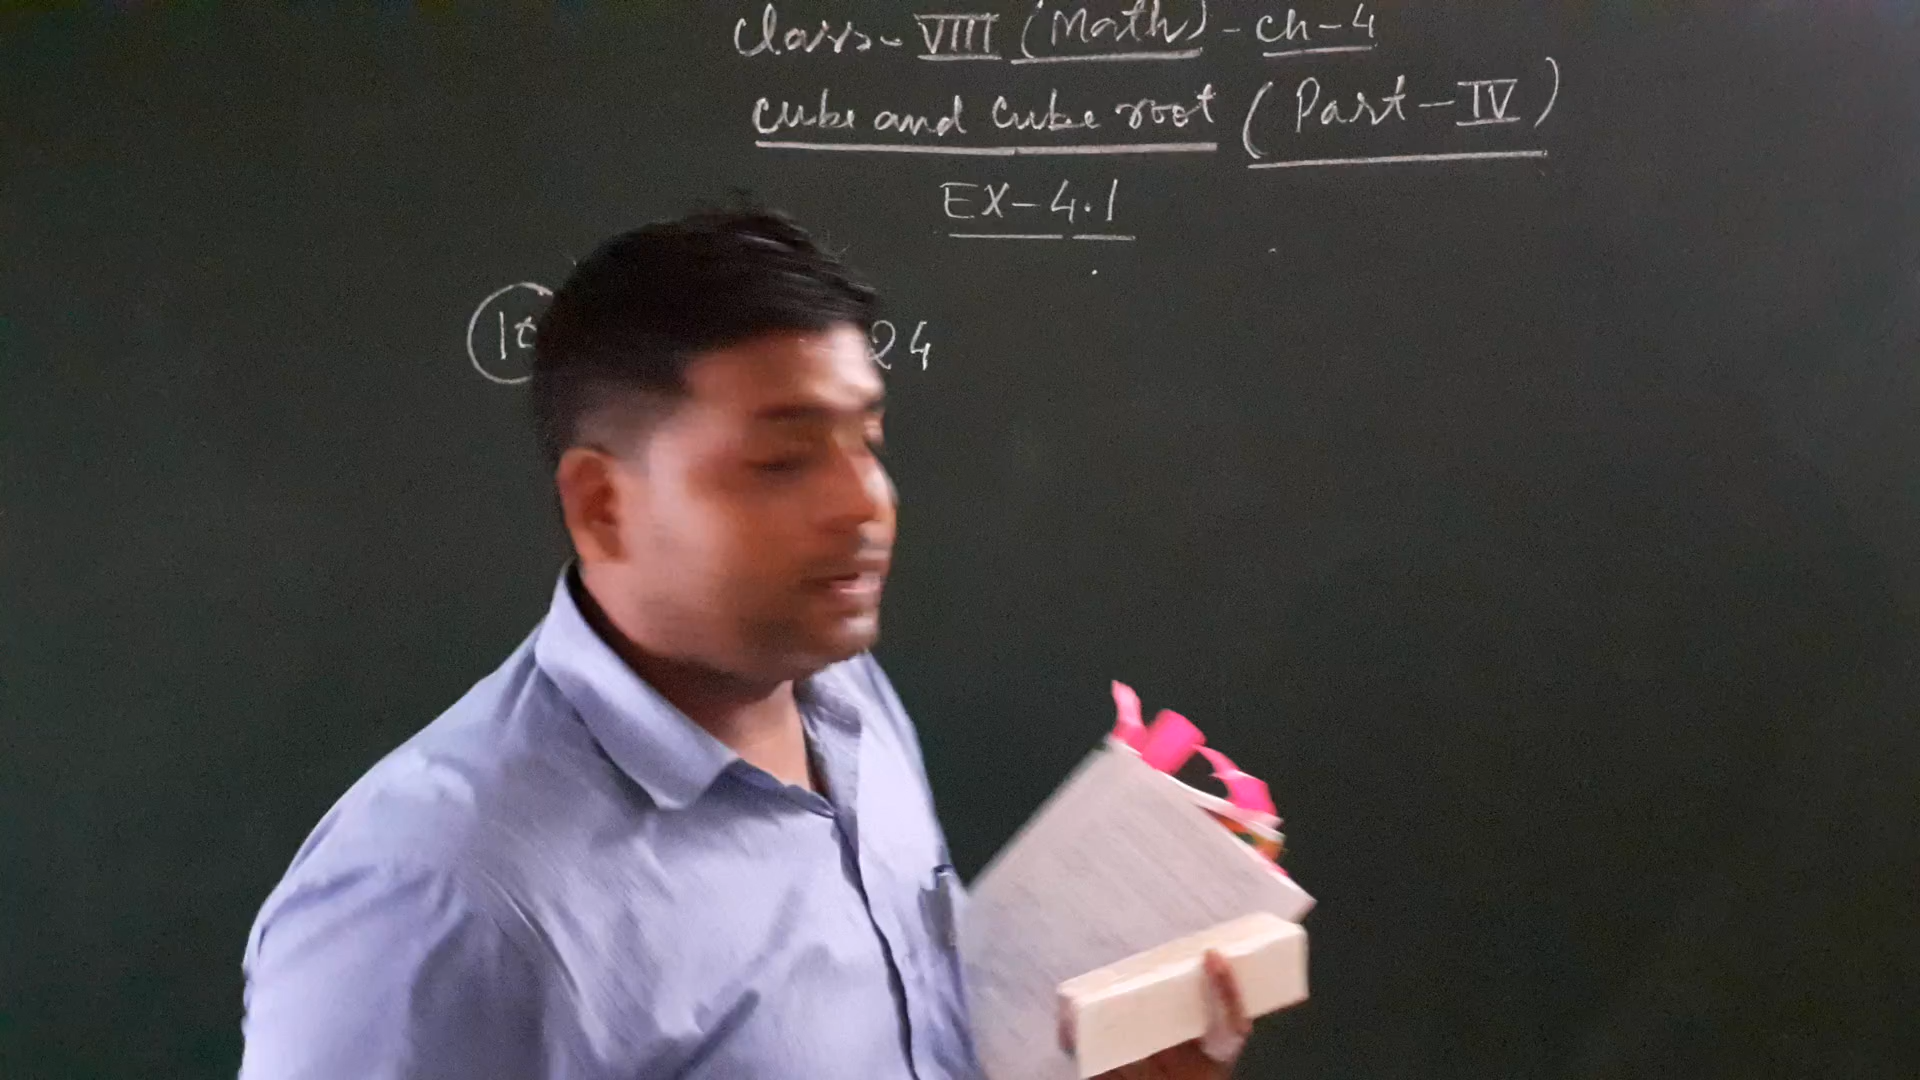 Class - VIII (Math) - Ch-4
Cube and Cube root (Part-IV)
EX-4.1
24